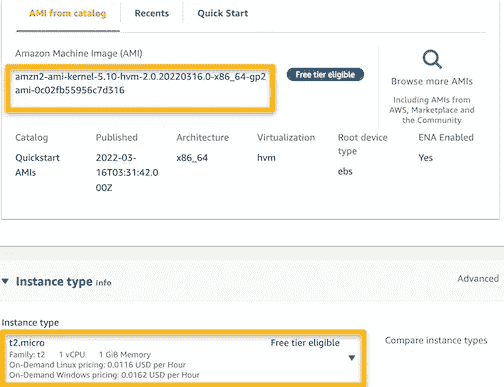 AMI from catalog Recents Quick Start
Amazon Machine Image (AMI)
amzn2-ami-kernel-5.10-hvm-2.0.20220316.0-x86_64-gp2
ami-0c02fb55956c7d316
Free tier eligible
Browse more AMIs
Including AMIs from
AWS, Marketplace and
the Community
Catalog Published Architecture Virtualization Root device type ENA Enabled
Quickstart AMIs 2022-03-16T03:31:42.000Z x86_64 hvm ebs Yes
Instance type Info
Advanced
Instance type
t2.micro Free tier eligible
Family: t2 1 vCPU 1 GiB Memory
On-Demand Linux pricing: 0.0116 USD per Hour
On-Demand Windows pricing: 0.0162 USD per Hour
Compare instance types